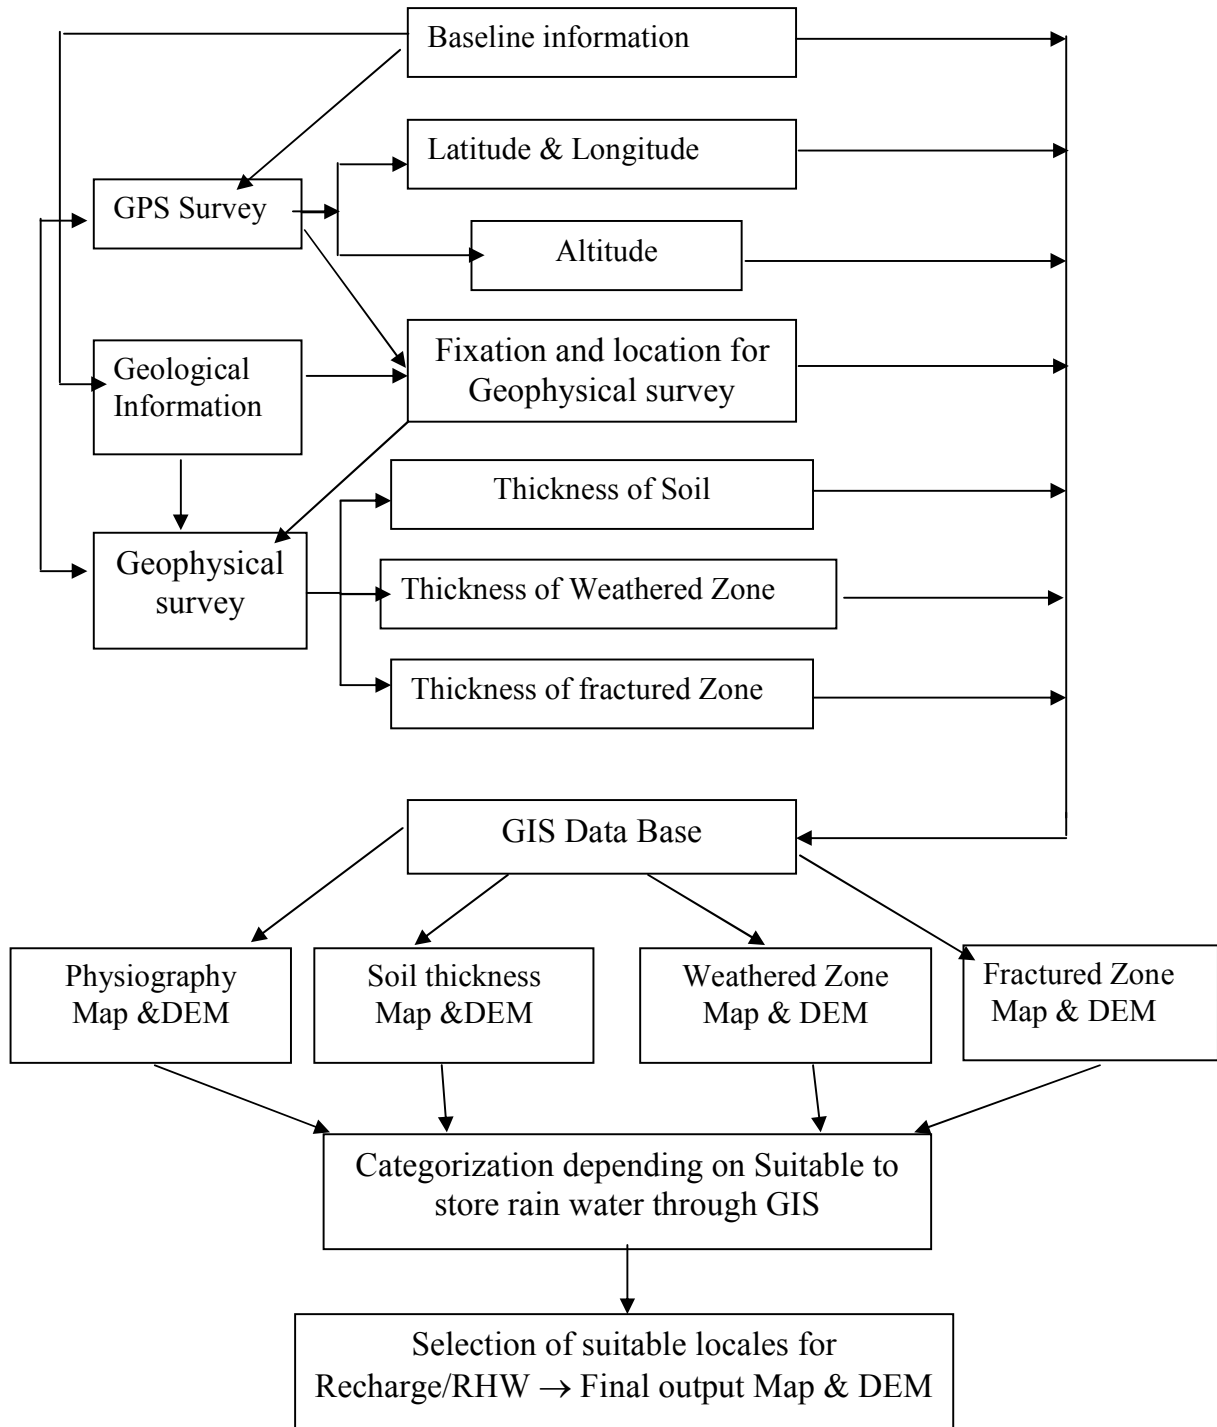 Baseline information
Latitude & Longitude
GPS Survey
Altitude
Fixation and location for
Geophysical survey
Geological
Information
Thickness of Soil
Geophysical
survey
Thickness of Weathered Zone
Thickness of fractured Zone
GIS Data Base
Physiography
Map &DEM
Soil thickness
Map &DEM
Weathered Zone
Map & DEM
Fractured Zone
Map & DEM
Categorization depending on Suitable to
store rain water through GIS
Selection of suitable locales for
Recharge/RHW → Final output Map & DEM